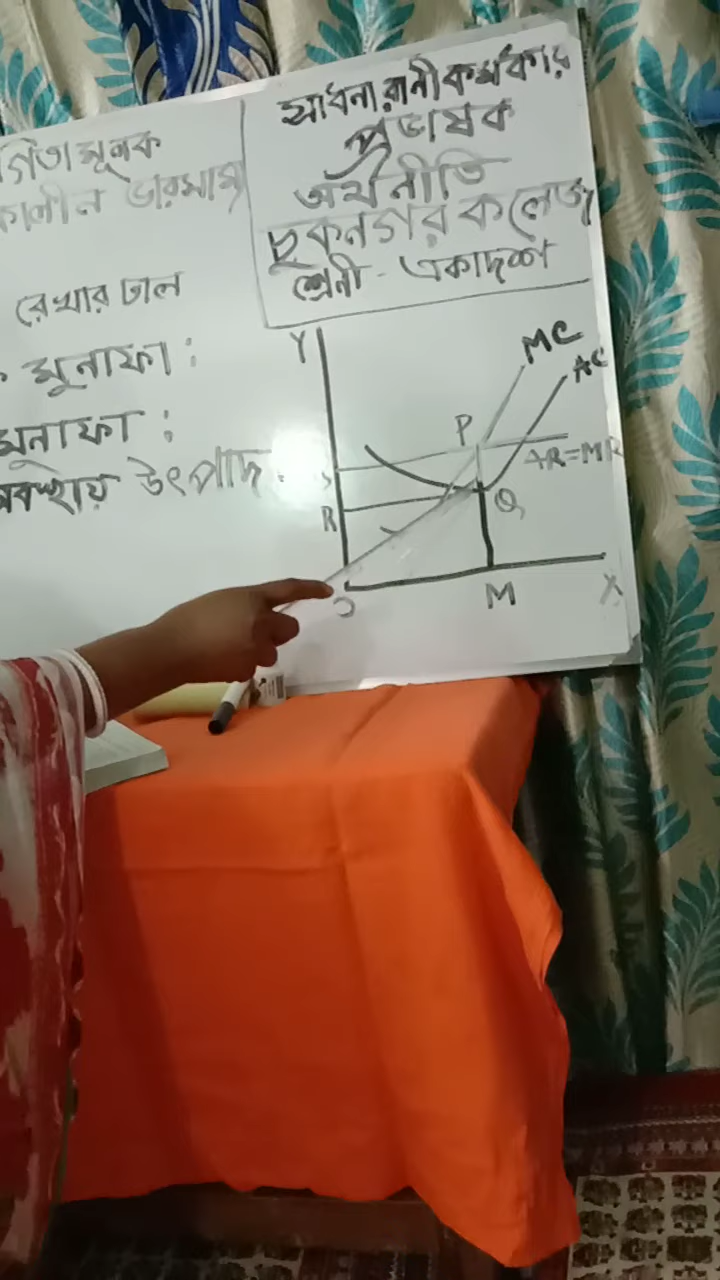 গিতামূলক
কালীন ভারসাম্য
রেখার ঢাল
মুনাফা :
মুনাফা :
অবস্থায় উৎপাদ
সাধনা রানী কর্মকার
প্রভাষক
অর্থনীতি
চুকনগর কলেজ
শ্রেনী - একাদশ
Y
MC
AC
P
AR=MR
S
R
Q
O
M
X